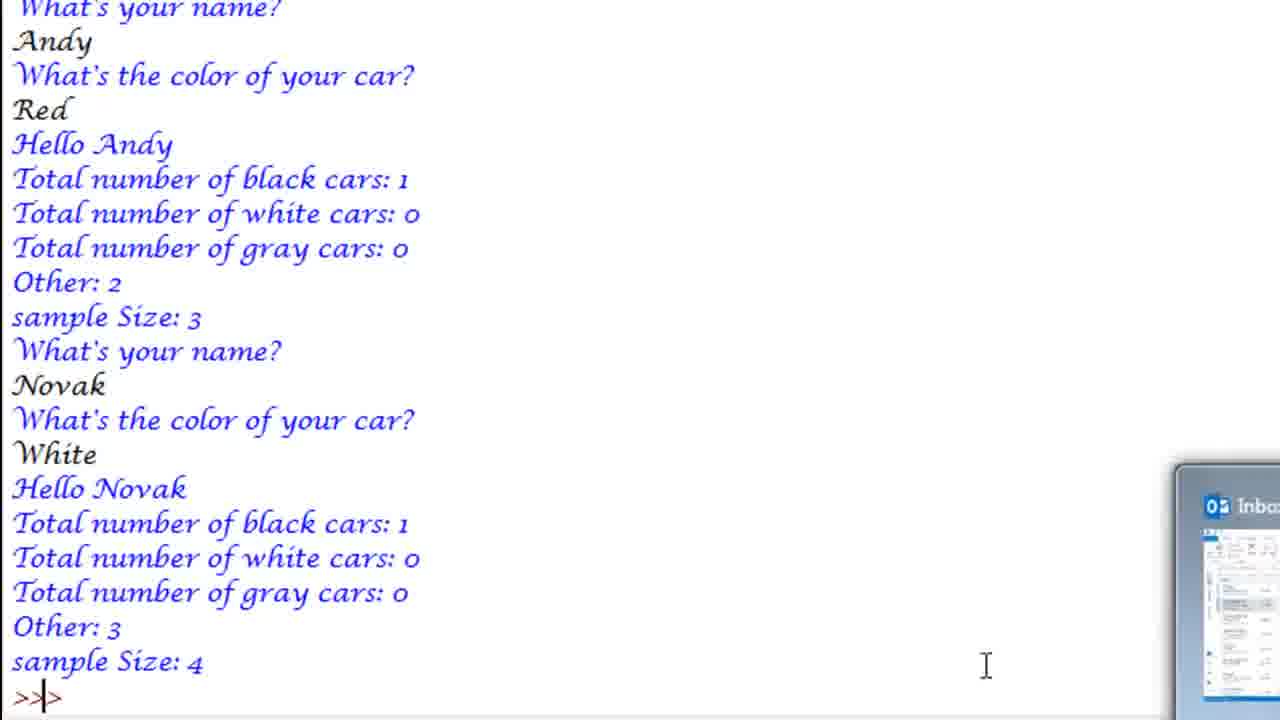 What's your name?
Andy
What's the color of your car?
Red
Hello Andy
Total number of black cars: 1
Total number of white cars: 0
Total number of gray cars: 0
Other: 2
sample Size: 3
What's your name?
Novak
What's the color of your car?
White
Hello Novak
Total number of black cars: 1
Total number of white cars: 0
Total number of gray cars: 0
Other: 3
sample Size: 4
>>>